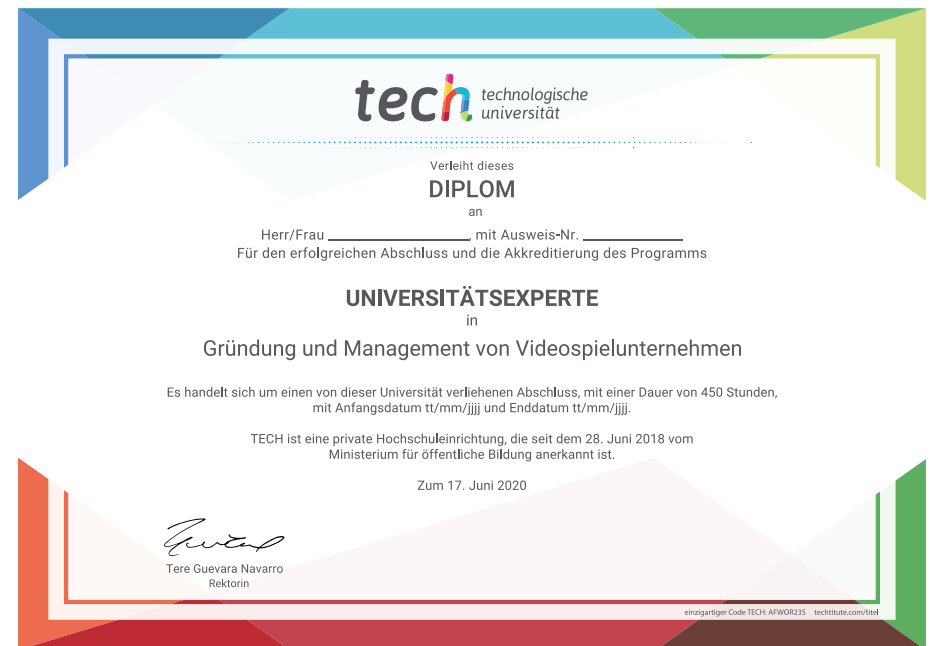 tech technologische
universität
Verleiht dieses
DIPLOM
an
Herr/Frau ____________________, mit Ausweis-Nr. ______________
Für den erfolgreichen Abschluss und die Akkreditierung des Programms
UNIVERSITÄTSEXPERTE
in
Gründung und Management von Videospielunternehmen
Es handelt sich um einen von dieser Universität verliehenen Abschluss, mit einer Dauer von 450 Stunden,
mit Anfangsdatum tt/mm/jjjj und Enddatum tt/mm/jjjj.
TECH ist eine private Hochschuleinrichtung, die seit dem 28. Juni 2018 vom
Ministerium für öffentliche Bildung anerkannt ist.
Zum 17. Juni 2020
Tere Guevara Navarro
Rektorin
einzigartiger Code TECH: AFWOR23S techtitute.com/titel